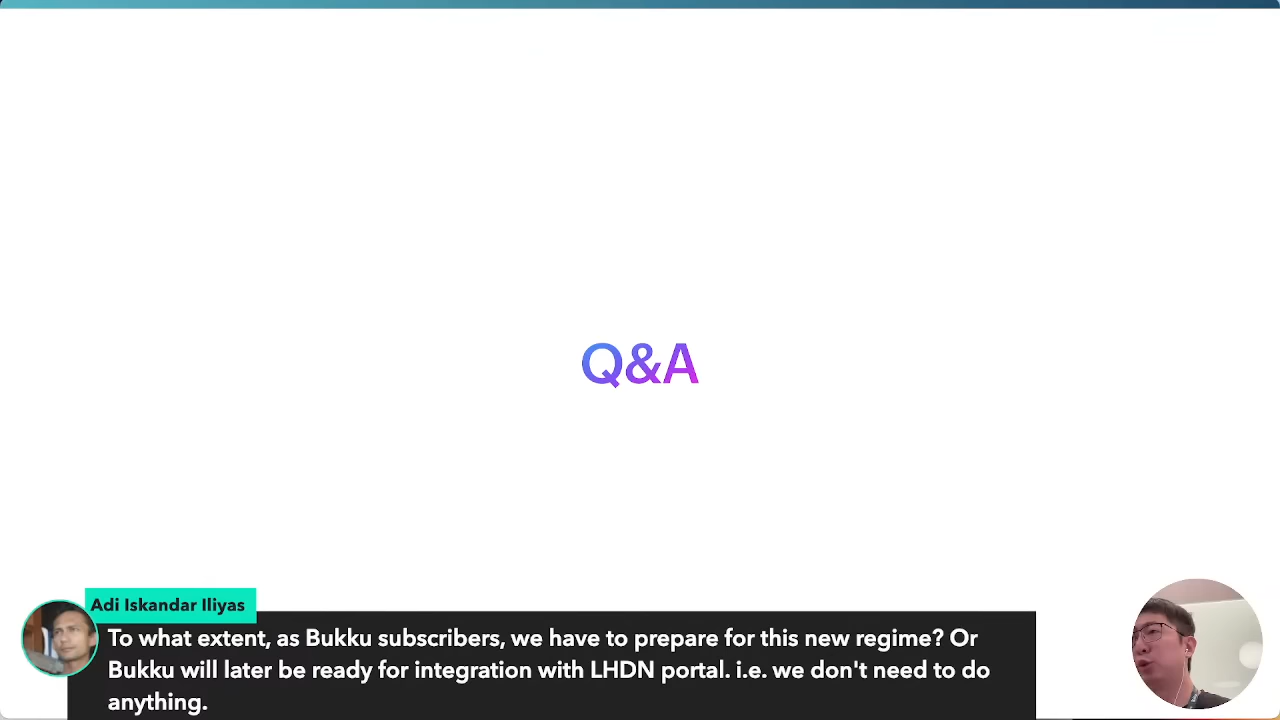 Q&A
Adi Iskandar Iliyas
To what extent, as Bukku subscribers, we have to prepare for this new regime? Or
Bukku will later be ready for integration with LHDN portal. i.e. we don't need to do
anything.